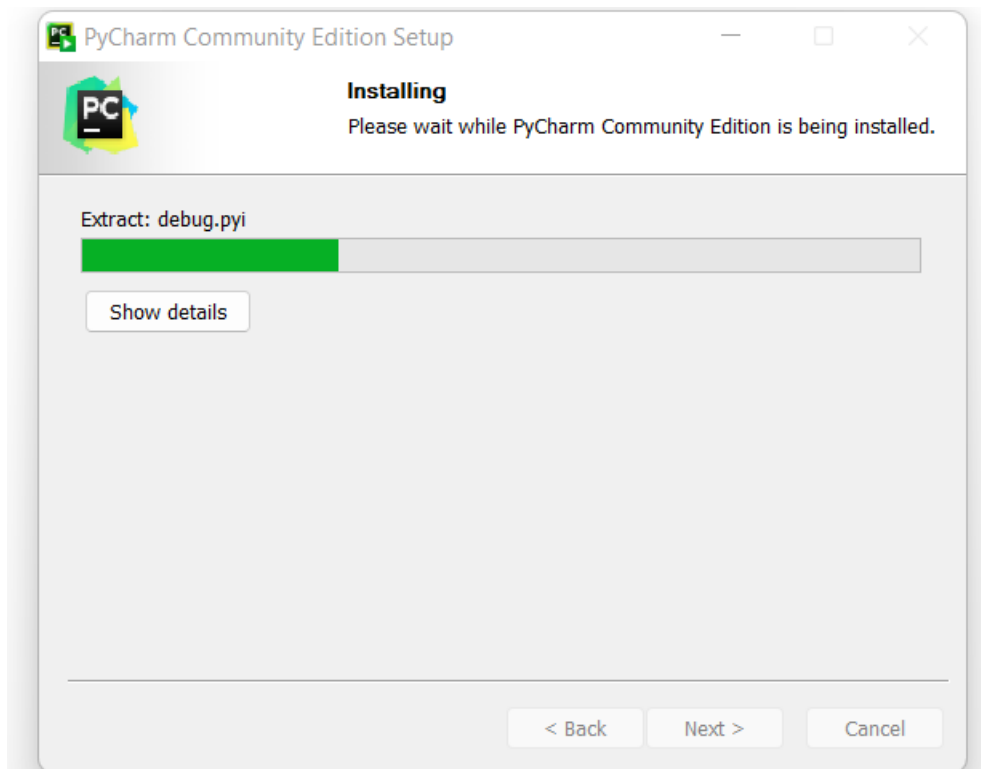 PyCharm Community Edition Setup
PC
Installing
Please wait while PyCharm Community Edition is being installed.
Extract: debug.pyi
Show details
< Back
Next >
Cancel